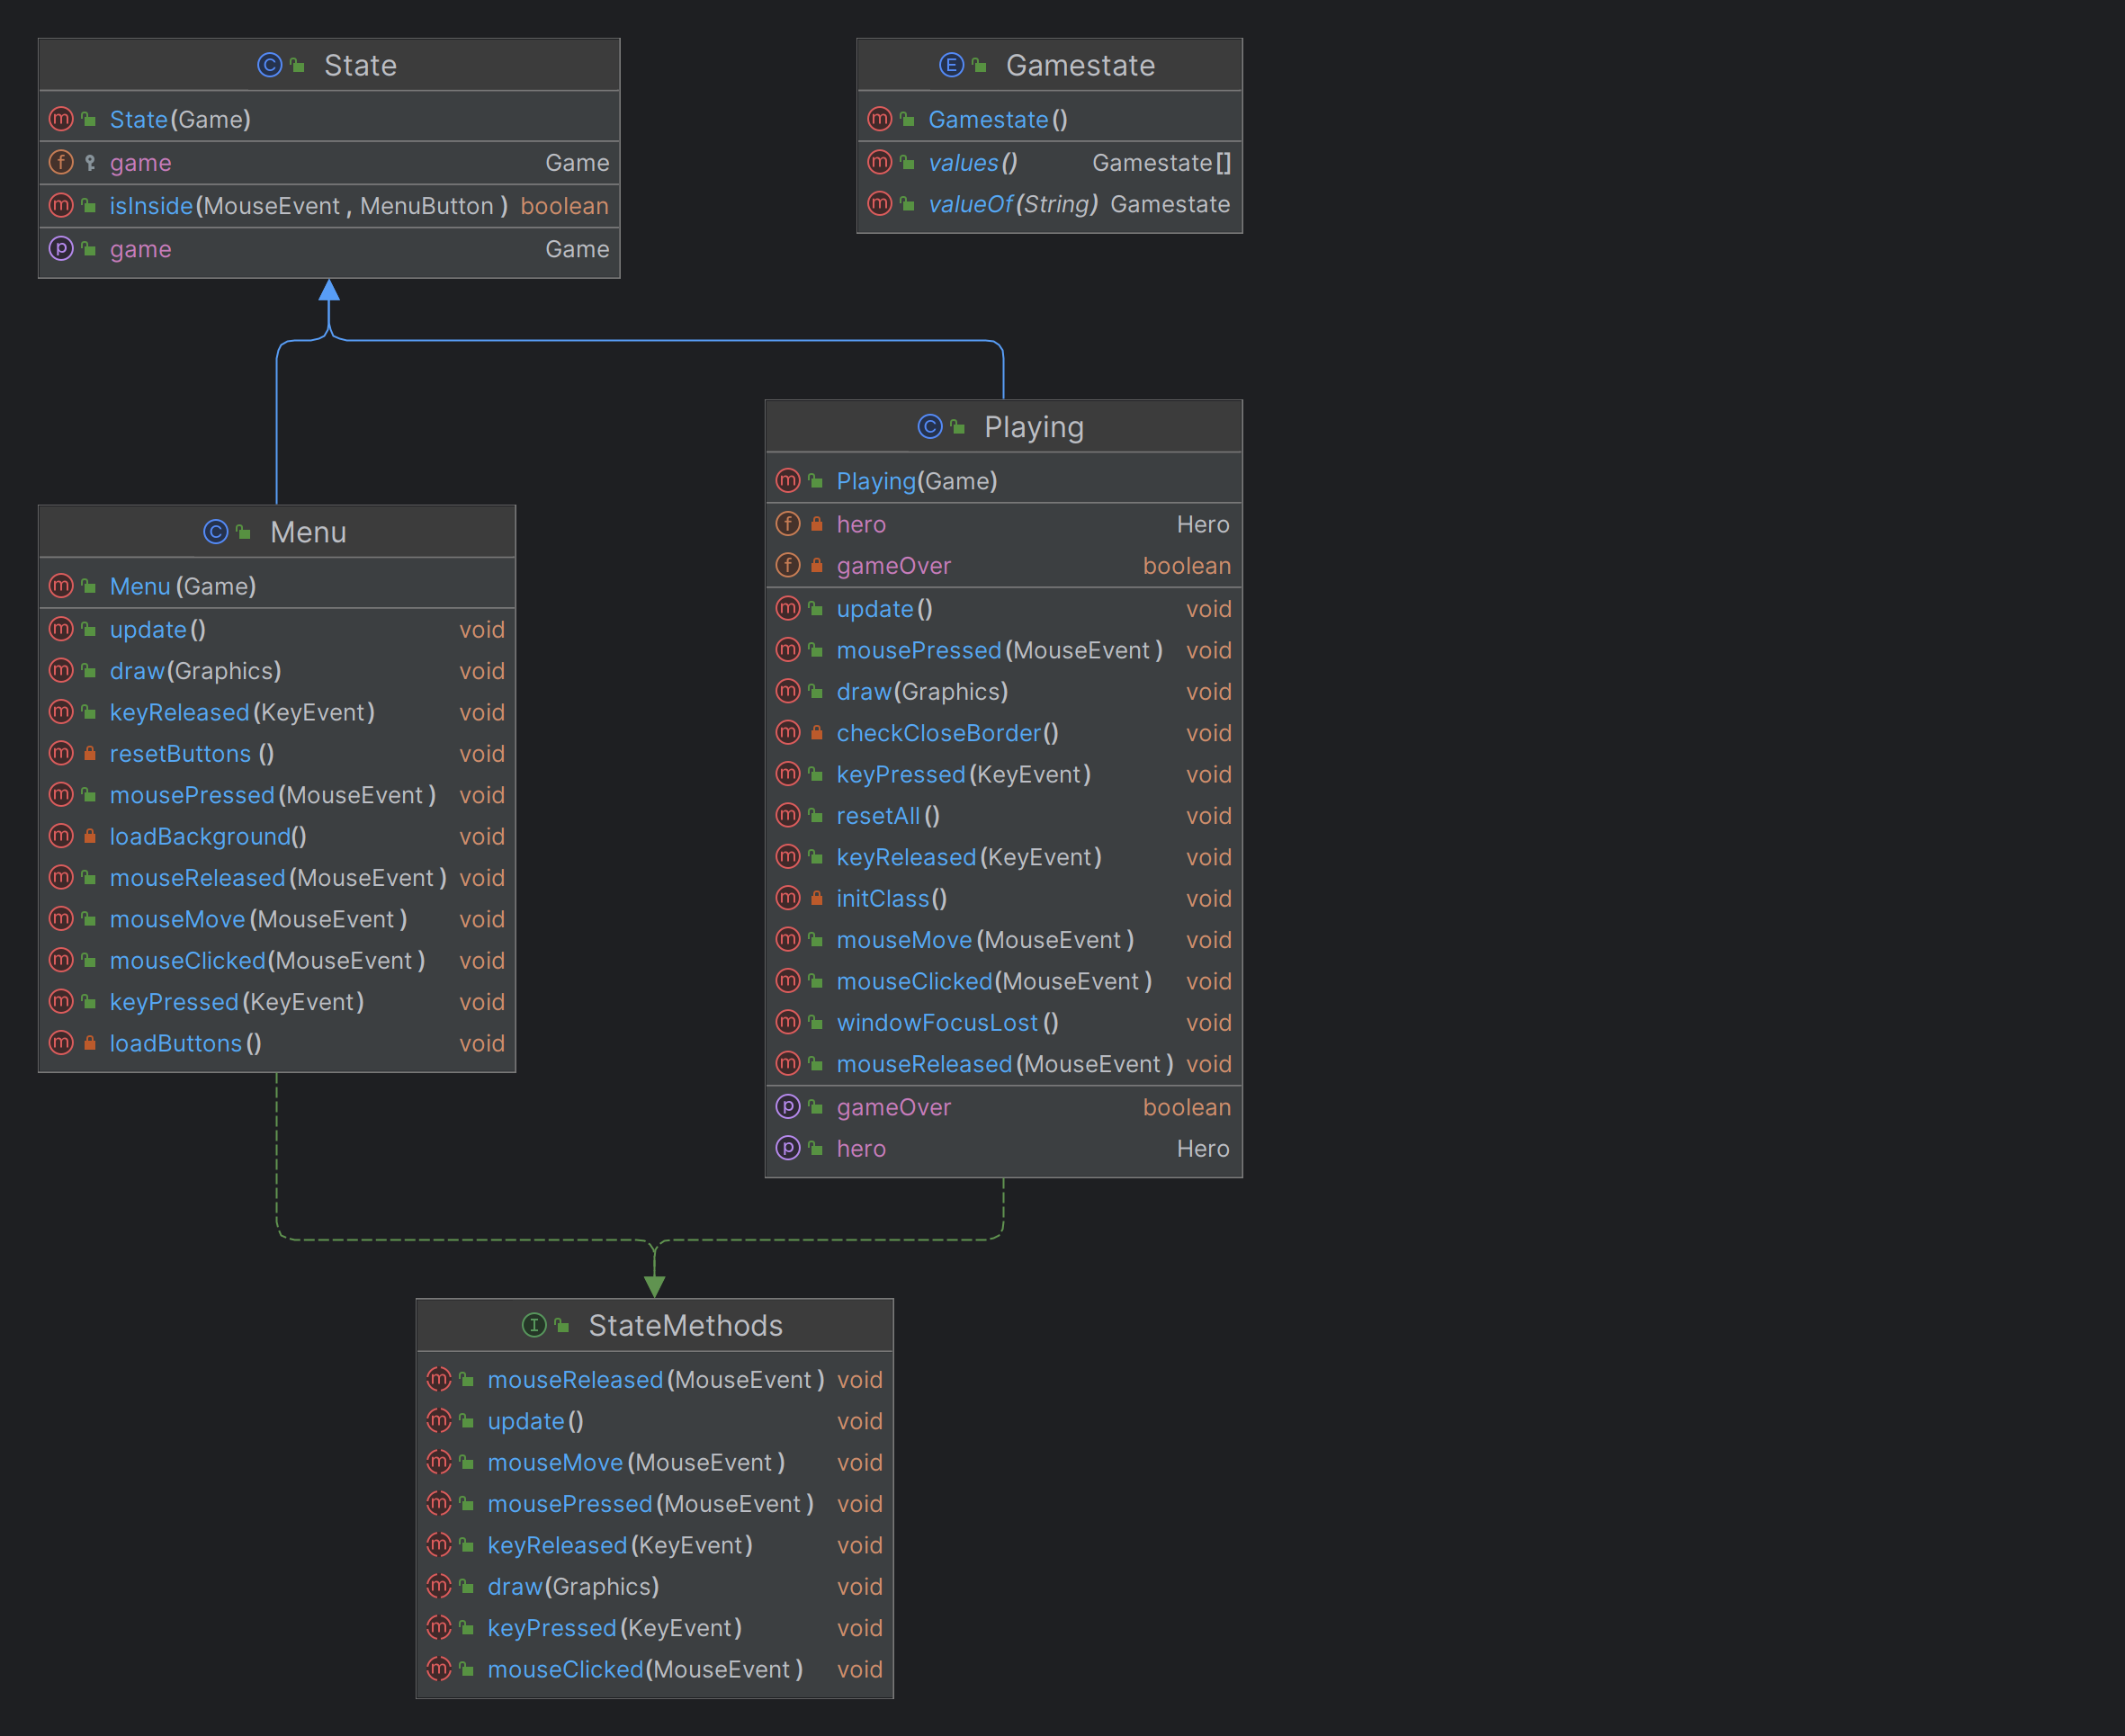 State
State(Game)
game Game
isInside(MouseEvent, MenuButton) boolean
game Game
Gamestate
Gamestate()
values() Gamestate[]
valueOf(String) Gamestate
Playing
Playing(Game)
hero Hero
gameOver boolean
update() void
mousePressed(MouseEvent) void
draw(Graphics) void
checkCloseBorder() void
keyPressed(KeyEvent) void
resetAll() void
keyReleased(KeyEvent) void
initClass() void
mouseMove(MouseEvent) void
mouseClicked(MouseEvent) void
windowFocusLost() void
mouseReleased(MouseEvent) void
gameOver boolean
hero Hero
Menu
Menu(Game)
update() void
draw(Graphics) void
keyReleased(KeyEvent) void
resetButtons() void
mousePressed(MouseEvent) void
loadBackground() void
mouseReleased(MouseEvent) void
mouseMove(MouseEvent) void
mouseClicked(MouseEvent) void
keyPressed(KeyEvent) void
loadButtons() void
StateMethods
mouseReleased(MouseEvent) void
update() void
mouseMove(MouseEvent) void
mousePressed(MouseEvent) void
keyReleased(KeyEvent) void
draw(Graphics) void
keyPressed(KeyEvent) void
mouseClicked(MouseEvent) void